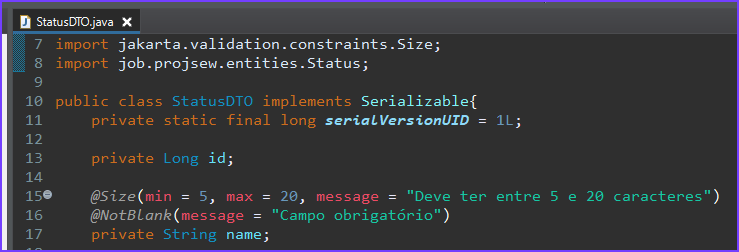 StatusDTO.java
7 import jakarta.validation.constraints.Size;
8 import job.projsew.entities.Status;
9
10 public class StatusDTO implements Serializable{
11 private static final long serialVersionUID = 1L;
12
13 private Long id;
14
15 @Size(min = 5, max = 20, message = "Deve ter entre 5 e 20 caracteres")
16 @NotBlank(message = "Campo obrigatório")
17 private String name;